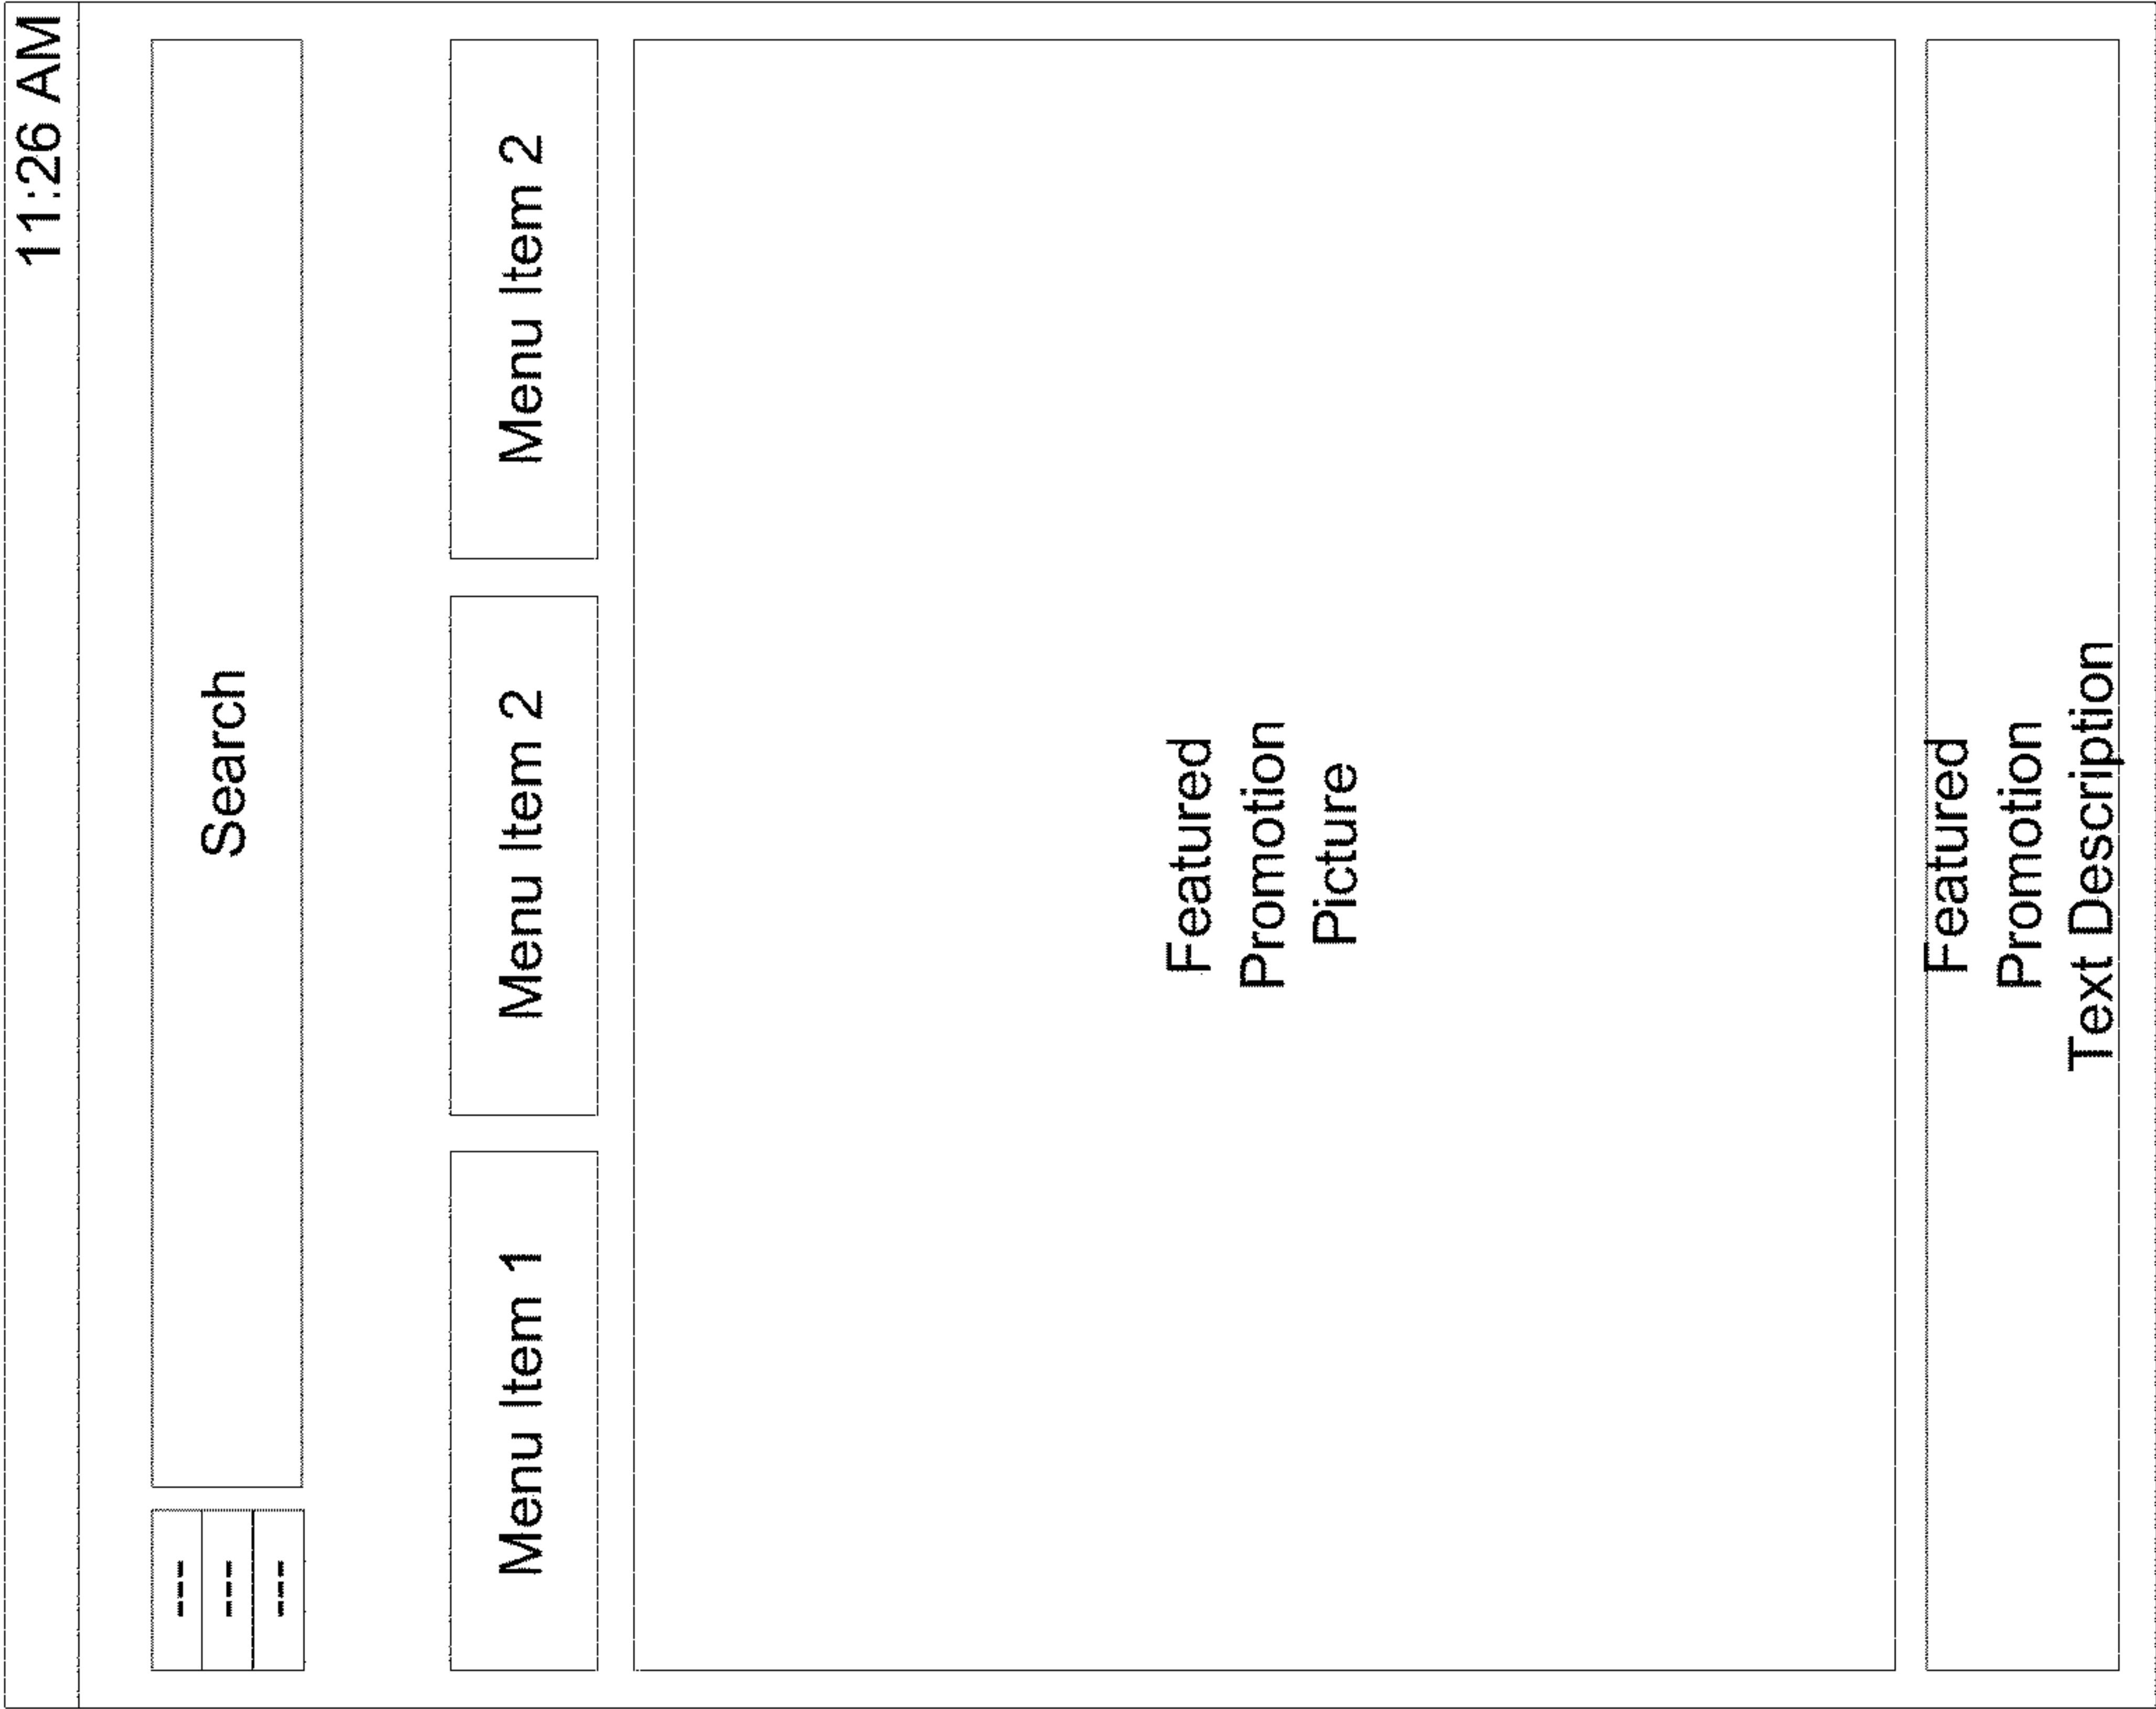 11:26 AM
---
---
---
Search
Menu Item 1
Menu Item 2
Menu Item 2
Featured
Promotion
Picture
Featured
Promotion
Text Description